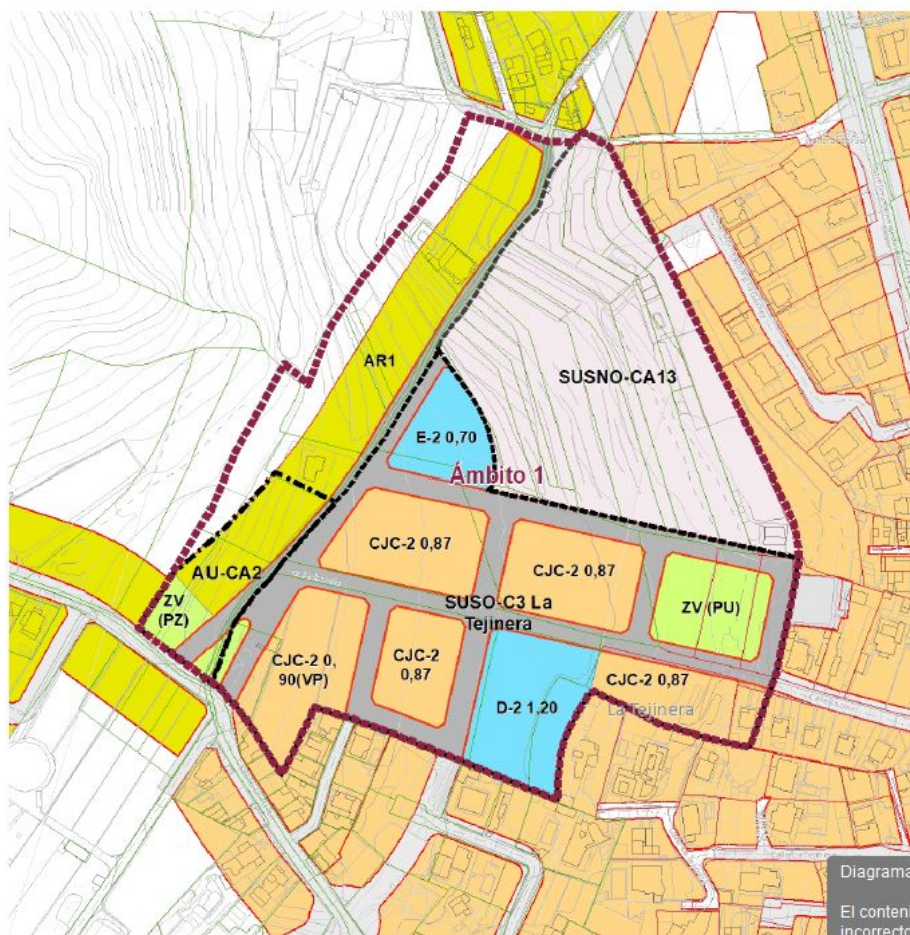 AR1
SUSNO-CA13
E-2 0,70
Ámbito 1
CJC-2 0,87
AU-CA2
CJC-2 0,87
ZV
(PZ)
SUSO-C3 La
Tejinera
ZV (PU)
CJC-2 0,
90(VP)
CJC-2
0,87
CJC-2 0,87
D-2 1,20
La Tejinera
Diagrama
El conteni
incorrecto